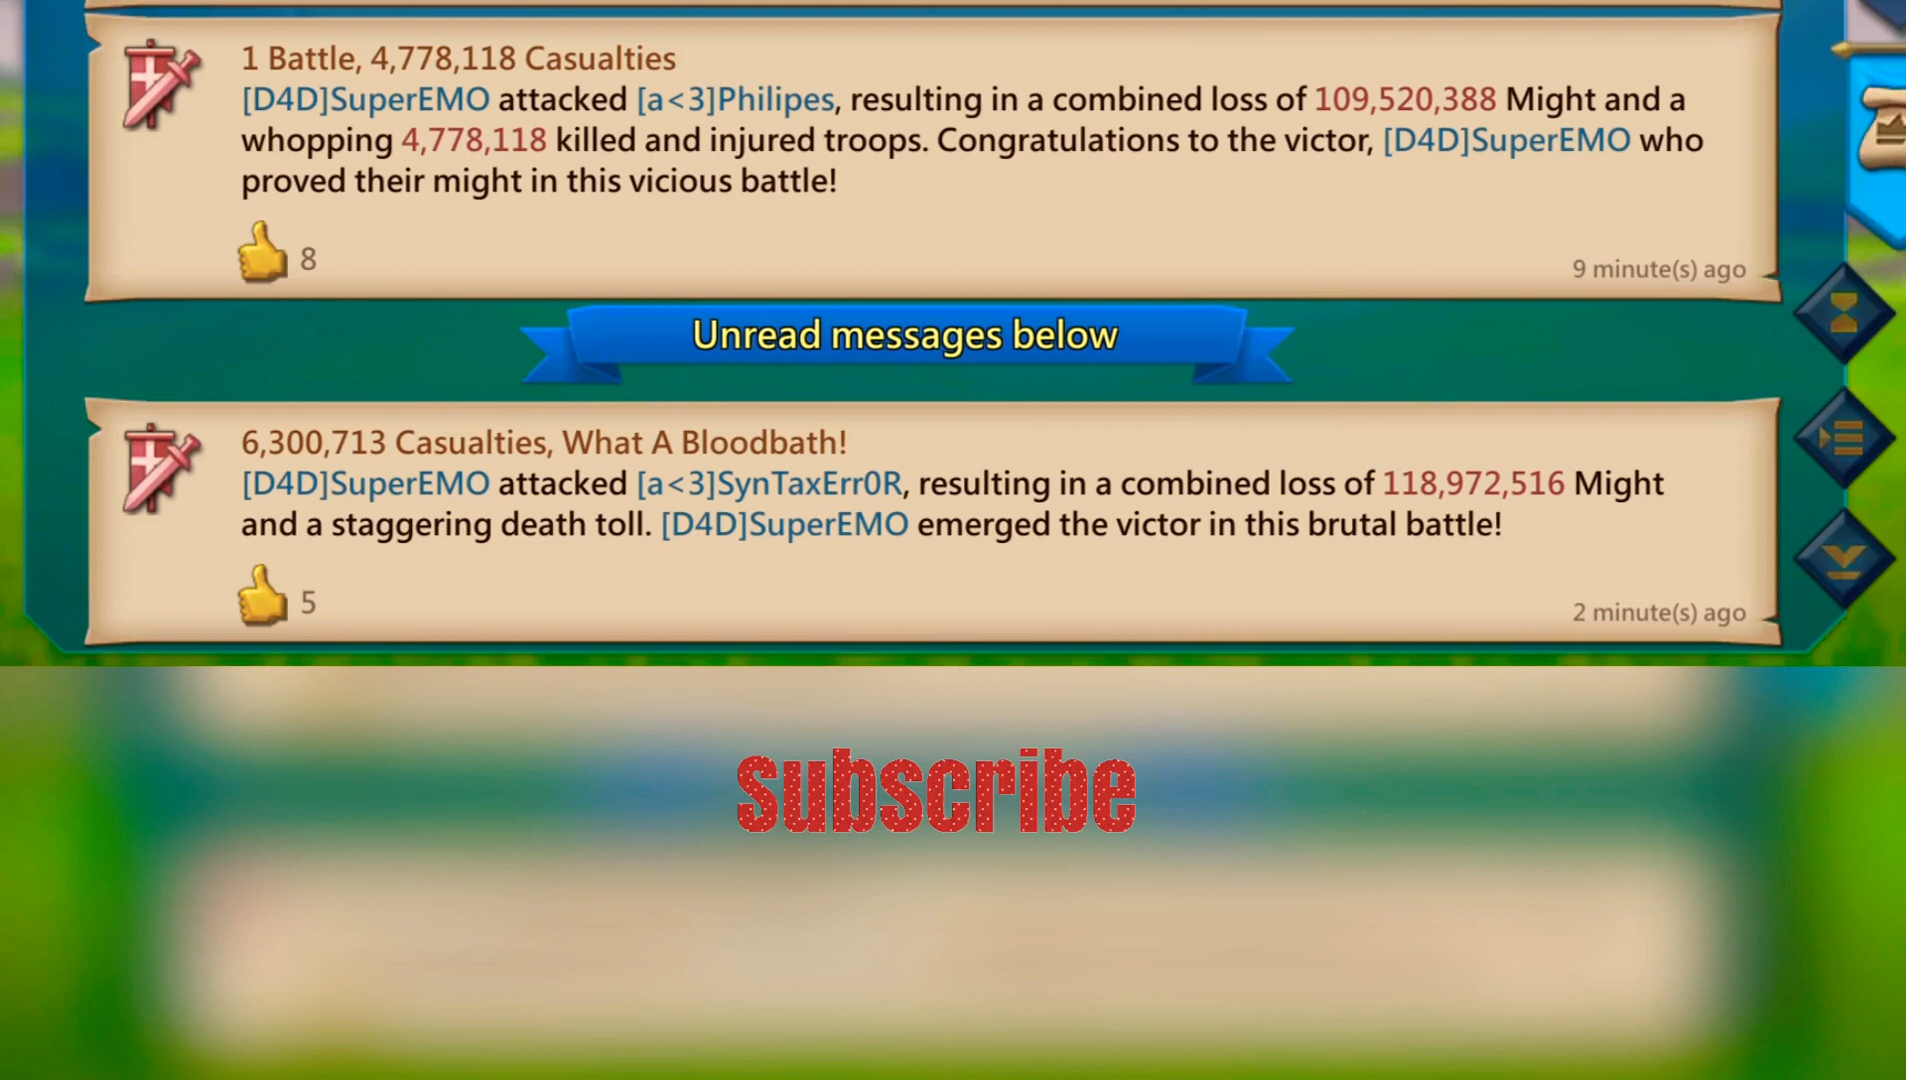 1 Battle, 4,778,118 Casualties
[D4D]SuperEMO attacked [a<3]Philipes, resulting in a combined loss of 109,520,388 Might and a
whopping 4,778,118 killed and injured troops. Congratulations to the victor, [D4D]SuperEMO who
proved their might in this vicious battle!
8
9 minute(s) ago
Unread messages below
6,300,713 Casualties, What A Bloodbath!
[D4D]SuperEMO attacked [a<3]SynTaxErr0R, resulting in a combined loss of 118,972,516 Might
and a staggering death toll. [D4D]SuperEMO emerged the victor in this brutal battle!
5
2 minute(s) ago
subscribe